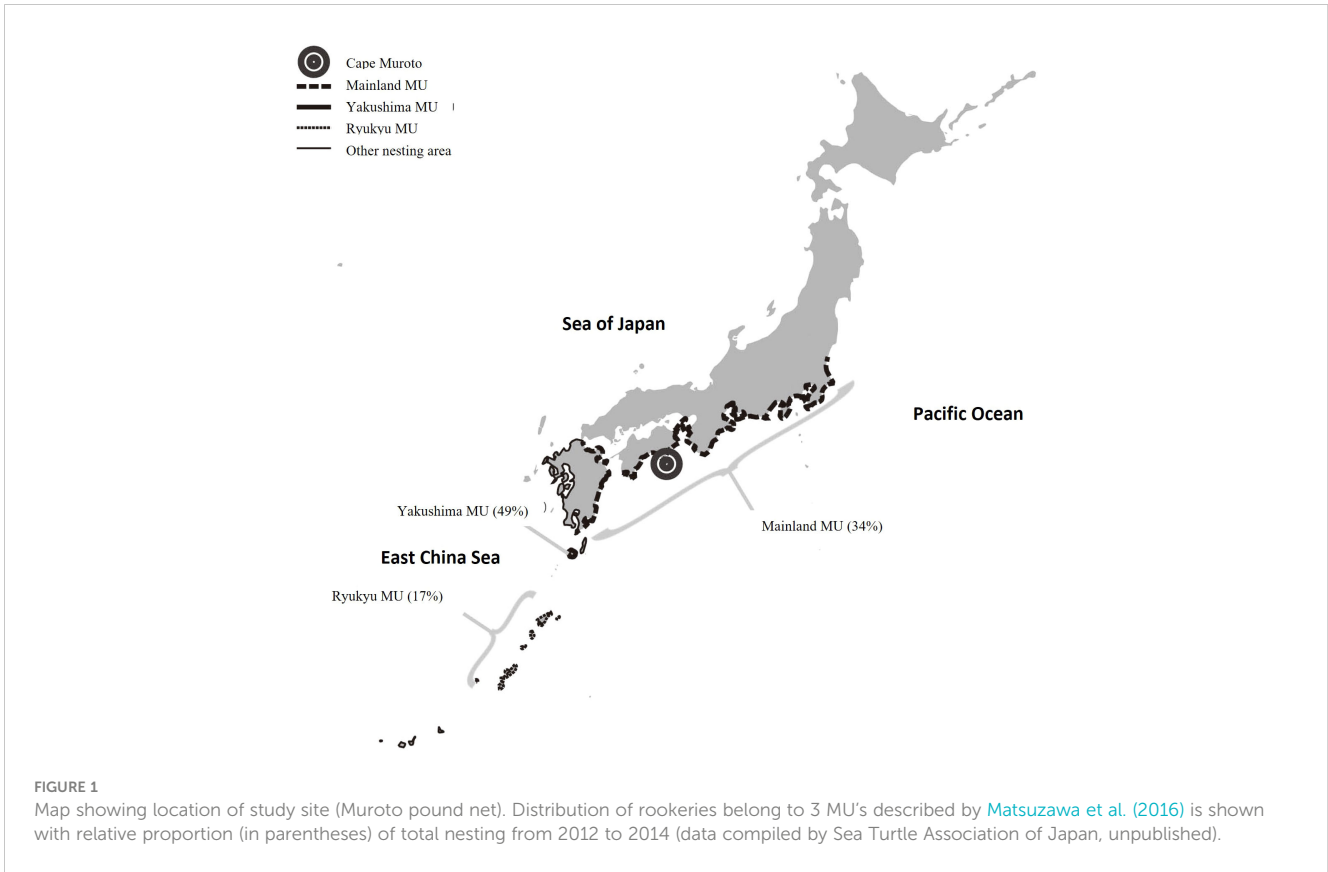 Cape Muroto
Mainland MU
Yakushima MU
Ryukyu MU
Other nesting area
Sea of Japan
Pacific Ocean
Yakushima MU (49%)
Mainland MU (34%)
East China Sea
Ryukyu MU (17%)
FIGURE 1
Map showing location of study site (Muroto pound net). Distribution of rookeries belong to 3 MU's described by Matsuzawa et al. (2016) is shown
with relative proportion (in parentheses) of total nesting from 2012 to 2014 (data compiled by Sea Turtle Association of Japan, unpublished).